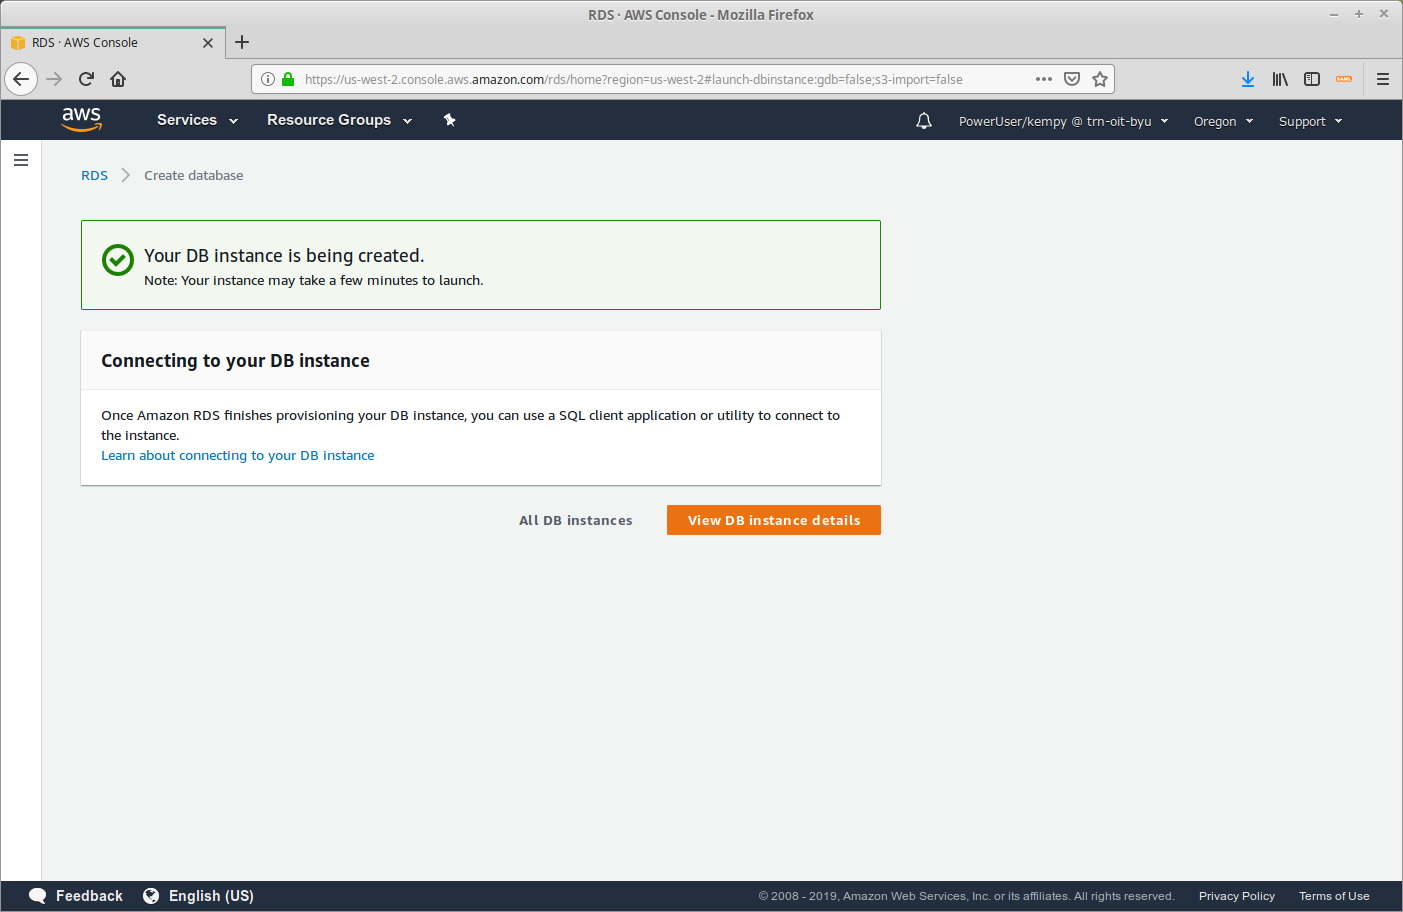 RDS · AWS Console - Mozilla Firefox
RDS · AWS Console
https://us-west-2.console.aws.amazon.com/rds/home?region=us-west-2#launch-dbinstance:gdb=false;s3-import=false
aws
Services
Resource Groups
PowerUser/kempy @ trn-oit-byu
Oregon
Support
RDS
Create database
Your DB instance is being created.
Note: Your instance may take a few minutes to launch.
Connecting to your DB instance
Once Amazon RDS finishes provisioning your DB instance, you can use a SQL client application or utility to connect to
the instance.
Learn about connecting to your DB instance
All DB instances
View DB instance details
Feedback
English (US)
© 2008 - 2019, Amazon Web Services, Inc. or its affiliates. All rights reserved.
Privacy Policy
Terms of Use